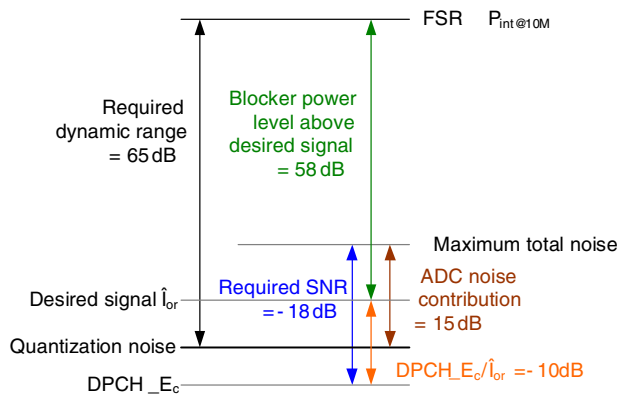 FSR P_int@10M
Required
dynamic range
= 65 dB
Blocker power
level above
desired signal
= 58 dB
Maximum total noise
Required SNR
= - 18 dB
ADC noise
contribution
= 15 dB
Desired signal Î_or
Quantization noise
DPCH_E_c/Î_or = - 10dB
DPCH _E_c